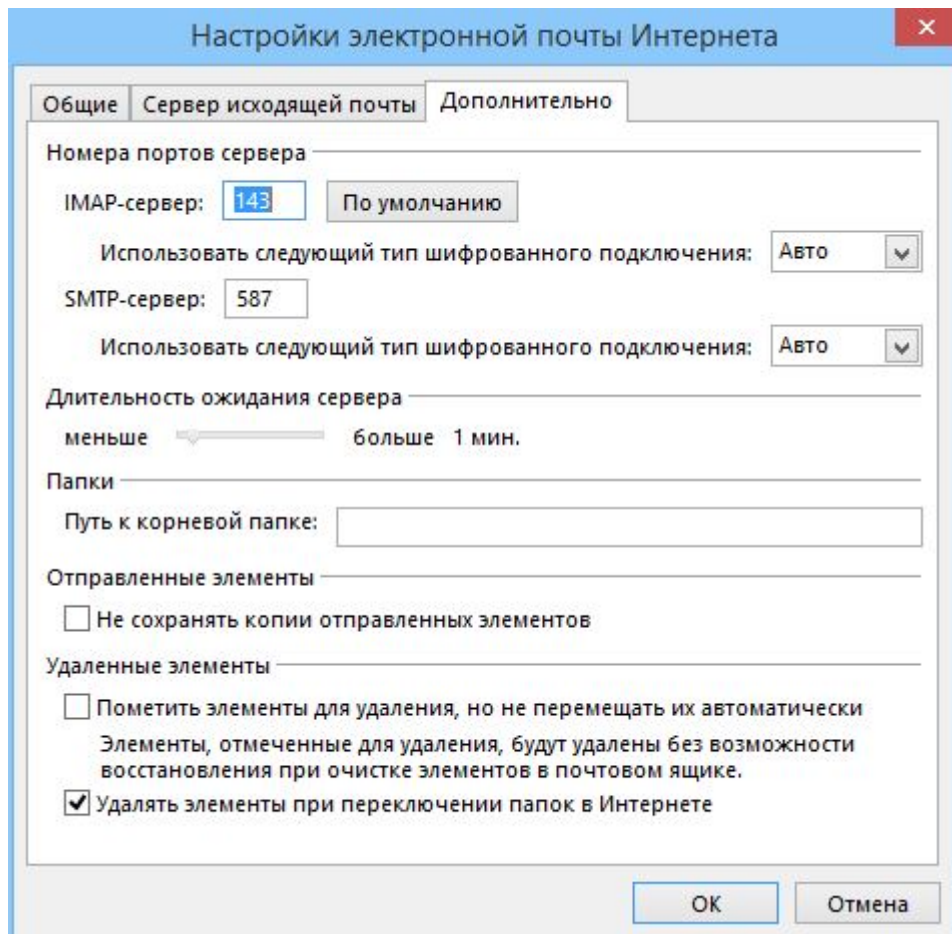 Настройки электронной почты Интернета
Общие Сервер исходящей почты Дополнительно
Номера портов сервера
IMAP-сервер: 143 По умолчанию
Использовать следующий тип шифрованного подключения: Авто
SMTP-сервер: 587
Использовать следующий тип шифрованного подключения: Авто
Длительность ожидания сервера
меньше больше 1 мин.
Папки
Путь к корневой папке:
Отправленные элементы
Не сохранять копии отправленных элементов
Удаленные элементы
Пометить элементы для удаления, но не перемещать их автоматически
Элементы, отмеченные для удаления, будут удалены без возможности
восстановления при очистке элементов в почтовом ящике.
Удалять элементы при переключении папок в Интернете
ОК Отмена